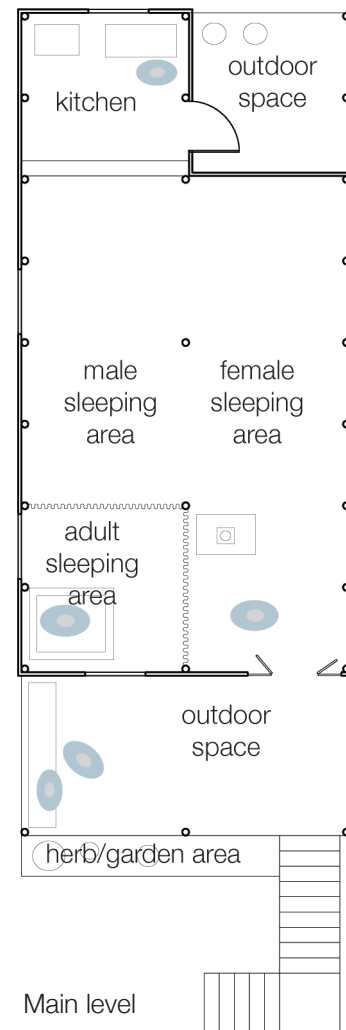 outdoor
space
kitchen
male
sleeping
area
female
sleeping
area
adult
sleeping
area
outdoor
space
herb/garden area
Main level